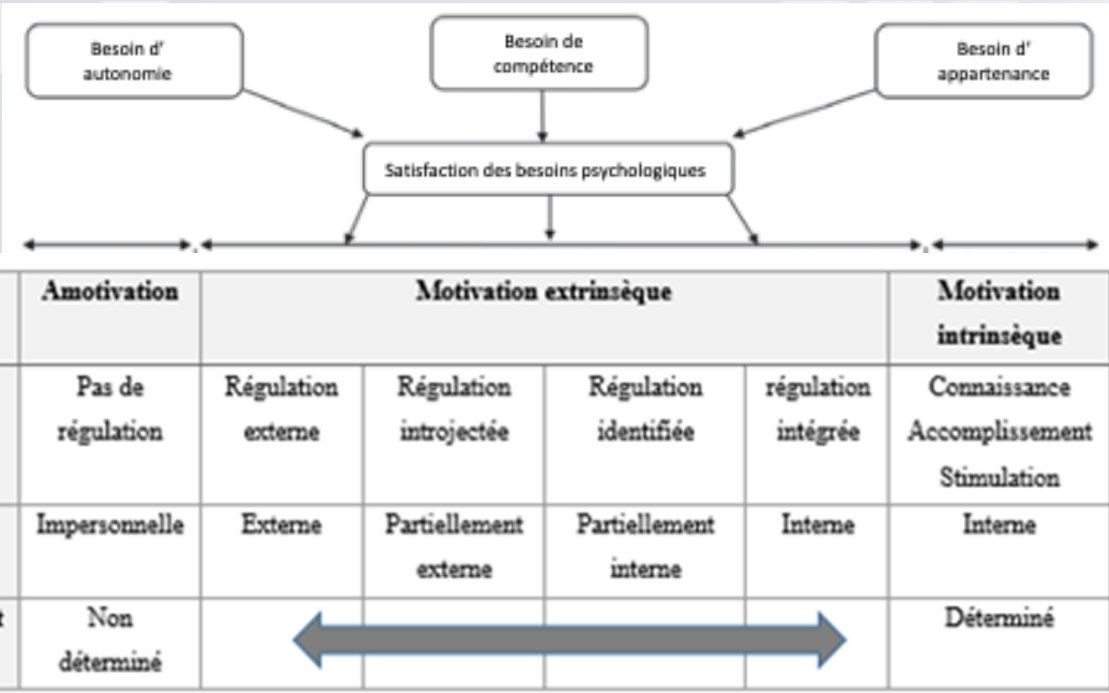 Besoin d'
autonomie
Besoin de
compétence
Besoin d'
appartenance
Satisfaction des besoins psychologiques
Amotivation
Motivation extrinsèque
Motivation
intrinsèque
Pas de
régulation
Régulation
externe
Régulation
introjectée
Régulation
identifiée
régulation
intégrée
Connaissance
Accomplissement
Stimulation
Impersonnelle
Externe
Partiellement
externe
Partiellement
interne
Interne
Interne
t
Non
déterminé
Déterminé